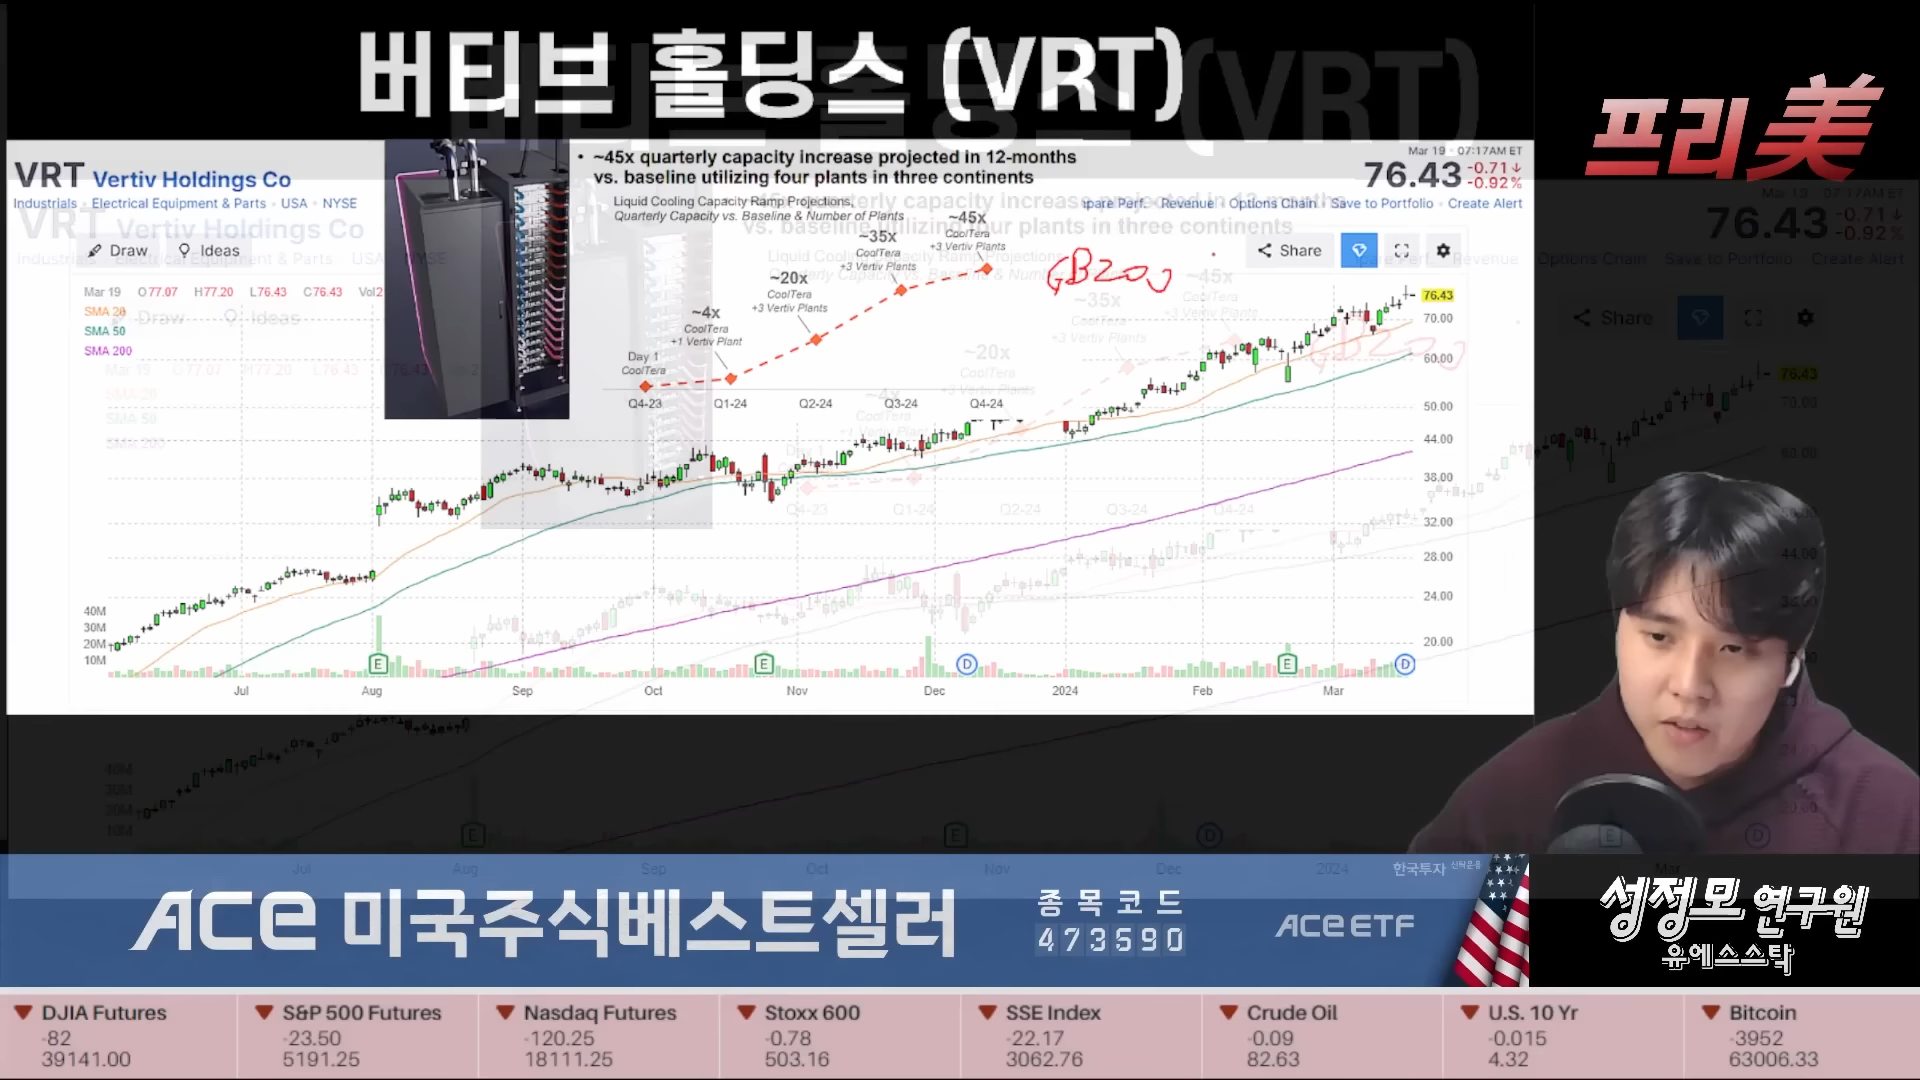 버티브 홀딩스 (VRT)
프리美
VRT Vertiv Holdings Co
Industrials · Electrical Equipment & Parts · USA · NYSE
Mar 19 · 07:17AM ET
76.43 -0.71↓
-0.92%
Revenue · Options Chain · Save to Portfolio · Create Alert
• ~45x quarterly capacity increase projected in 12-months
vs. baseline utilizing four plants in three continents
Liquid Cooling Capacity Ramp Projections,
Quarterly Capacity vs. Baseline & Number of Plants
Draw Ideas
Share
Mar 19 O77.07 H77.20 L76.43 C76.43 Vol2
SMA 20
SMA 50
SMA 200
Day 1
CoolTera
~4x
CoolTera
+1 Vertiv Plant
~20x
CoolTera
+3 Vertiv Plants
~35x
CoolTera
+3 Vertiv Plants
~45x
CoolTera
+3 Vertiv Plants
Q4-23 Q1-24 Q2-24 Q3-24 Q4-24
GB200
76.43
70.00
60.00
50.00
44.00
38.00
32.00
28.00
24.00
20.00
40M
30M
20M
10M
E E D E D
Jul Aug Sep Oct Nov Dec 2024 Feb Mar
ACE 미국주식베스트셀러
종목코드
473590
ACE ETF
한국투자 신탁운용
성정모 연구원
유에스스탁
DJIA Futures
-82
39141.00
S&P 500 Futures
-23.50
5191.25
Nasdaq Futures
-120.25
18111.25
Stoxx 600
-0.78
503.16
SSE Index
-22.17
3062.76
Crude Oil
-0.09
82.63
U.S. 10 Yr
-0.015
4.32
Bitcoin
-3952
63006.33